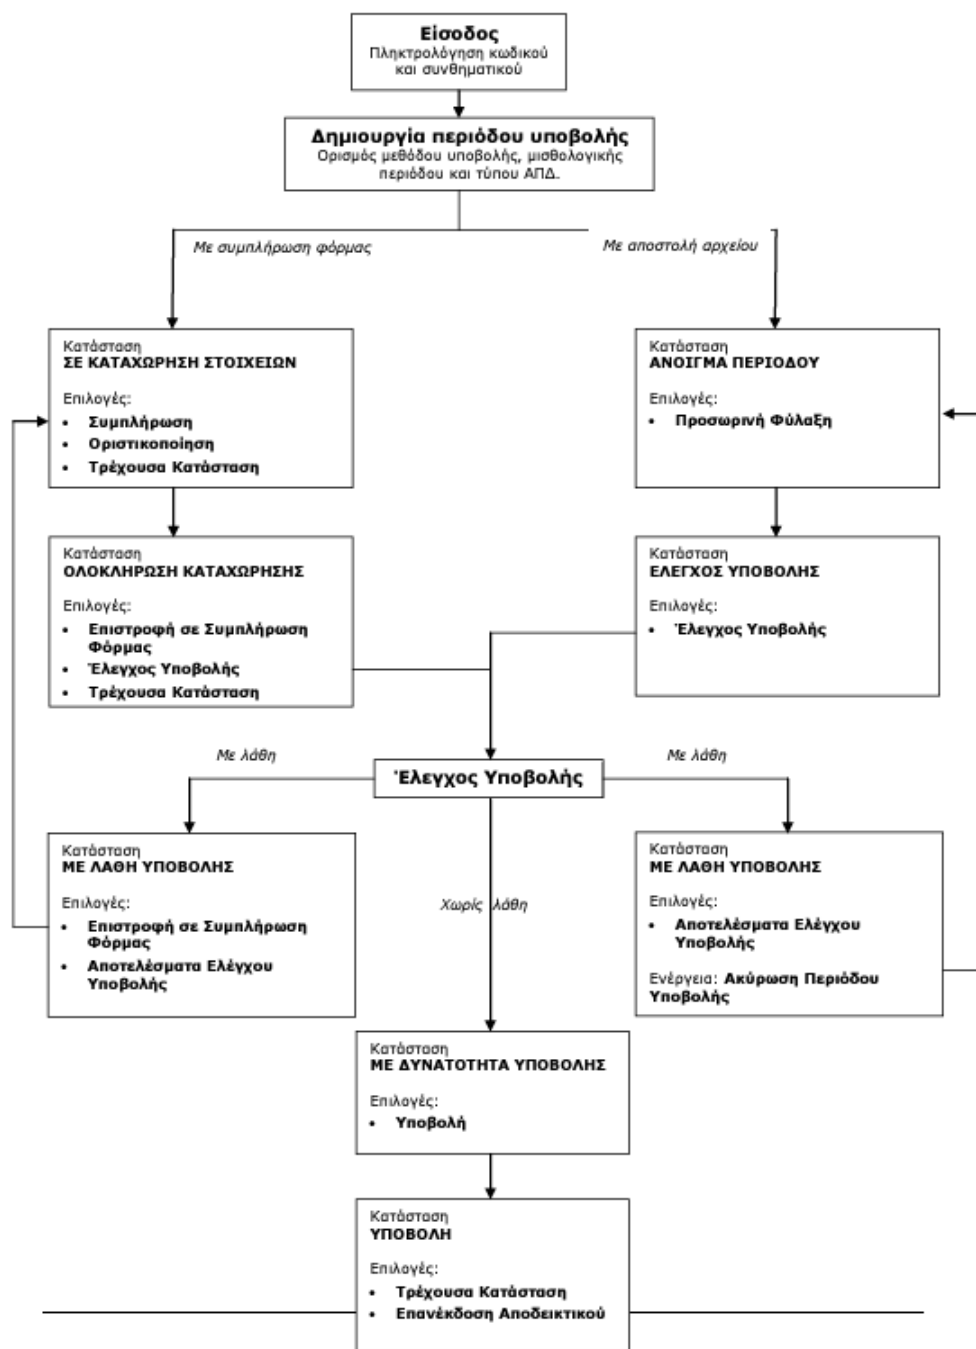 Είσοδος
Πληκτρολόγηση κωδικού
και συνθηματικού
Δημιουργία περιόδου υποβολής
Ορισμός μεθόδου υποβολής, μισθολογικής
περιόδου και τύπου ΑΠΔ.
Με συμπλήρωση φόρμας
Με αποστολή αρχείου
Κατάσταση
ΣΕ ΚΑΤΑΧΩΡΗΣΗ ΣΤΟΙΧΕΙΩΝ
Επιλογές:
• Συμπλήρωση
• Οριστικοποίηση
• Τρέχουσα Κατάσταση
Κατάσταση
ΑΝΟΙΓΜΑ ΠΕΡΙΟΔΟΥ
Επιλογές:
• Προσωρινή Φύλαξη
Κατάσταση
ΟΛΟΚΛΗΡΩΣΗ ΚΑΤΑΧΩΡΗΣΗΣ
Επιλογές:
• Επιστροφή σε Συμπλήρωση
Φόρμας
• Έλεγχος Υποβολής
• Τρέχουσα Κατάσταση
Κατάσταση
ΕΛΕΓΧΟΣ ΥΠΟΒΟΛΗΣ
Επιλογές:
• Έλεγχος Υποβολής
Με λάθη
Έλεγχος Υποβολής
Με λάθη
Κατάσταση
ΜΕ ΛΑΘΗ ΥΠΟΒΟΛΗΣ
Επιλογές:
• Επιστροφή σε Συμπλήρωση
Φόρμας
• Αποτελέσματα Ελέγχου
Υποβολής
Χωρίς λάθη
Κατάσταση
ΜΕ ΛΑΘΗ ΥΠΟΒΟΛΗΣ
Επιλογές:
• Αποτελέσματα Ελέγχου
Υποβολής
Ενέργεια: Ακύρωση Περιόδου
Υποβολής
Κατάσταση
ΜΕ ΔΥΝΑΤΟΤΗΤΑ ΥΠΟΒΟΛΗΣ
Επιλογές:
• Υποβολή
Κατάσταση
ΥΠΟΒΟΛΗ
Επιλογές:
• Τρέχουσα Κατάσταση
• Επανέκδοση Αποδεικτικού